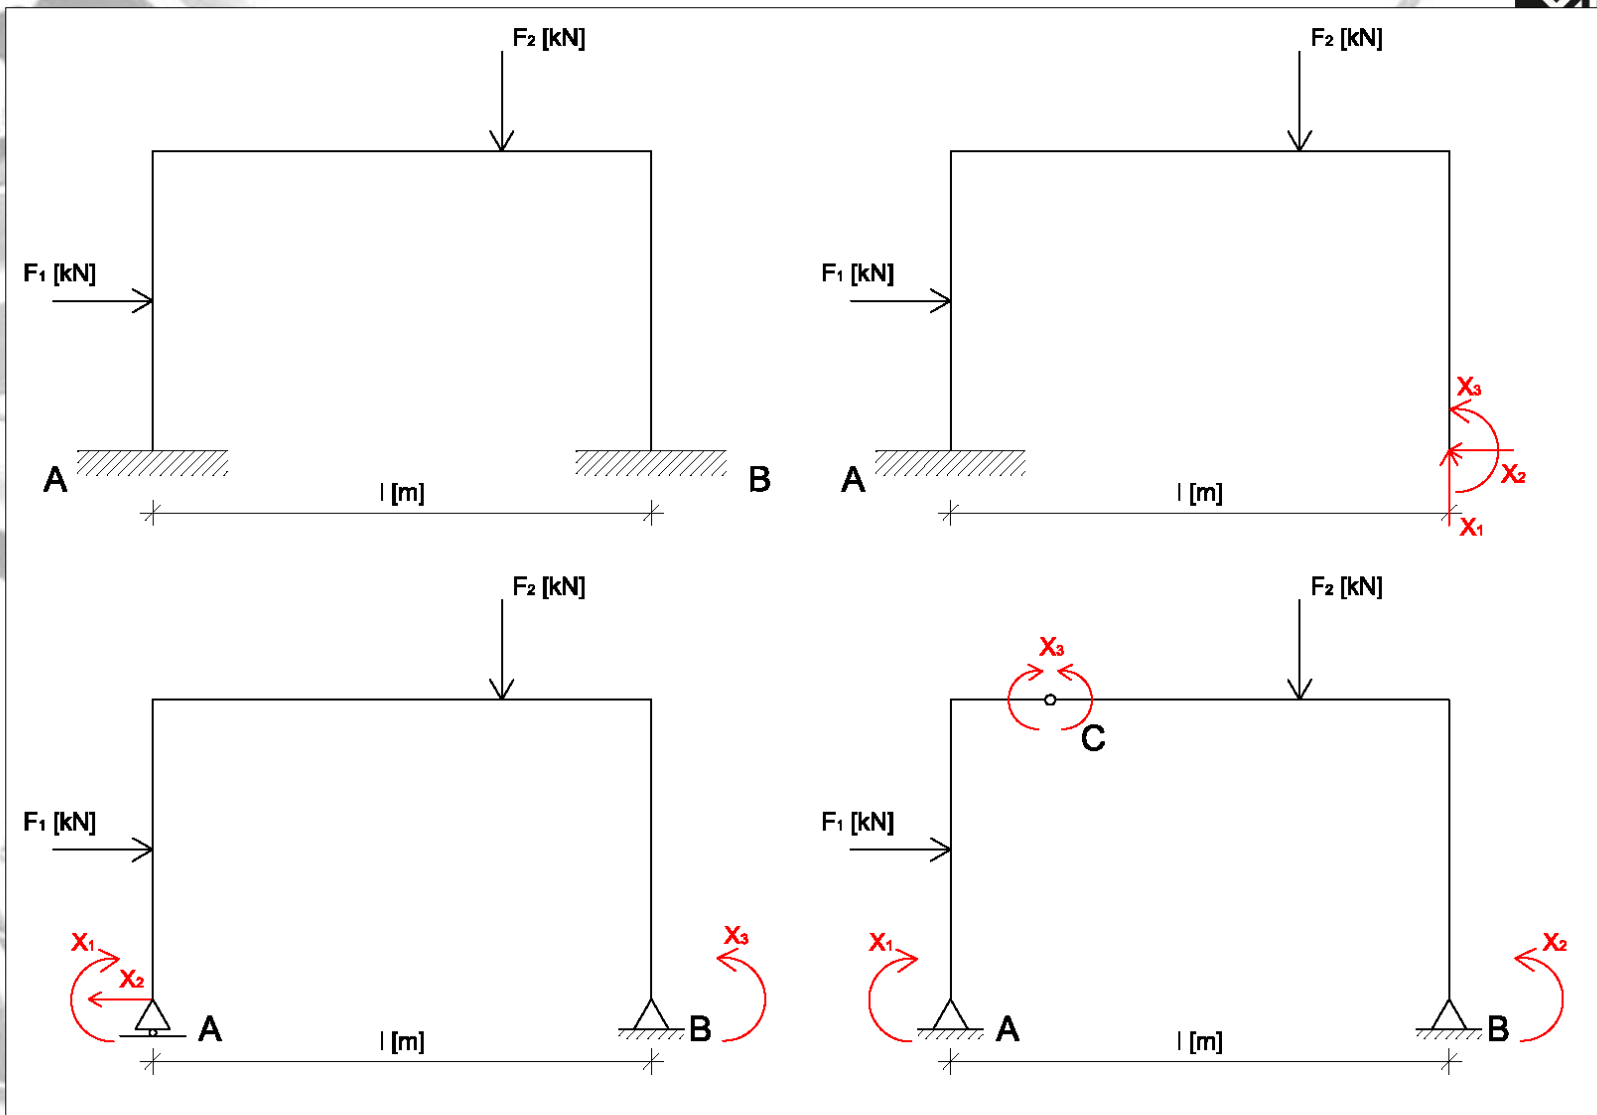 F₂ [kN]
F₁ [kN]
A
B
l [m]
F₂ [kN]
F₁ [kN]
X₃
X₂
A
l [m]
X₁
F₂ [kN]
F₁ [kN]
X₁
X₂
X₃
A
B
l [m]
F₂ [kN]
X₃
C
F₁ [kN]
X₁
X₂
A
B
l [m]